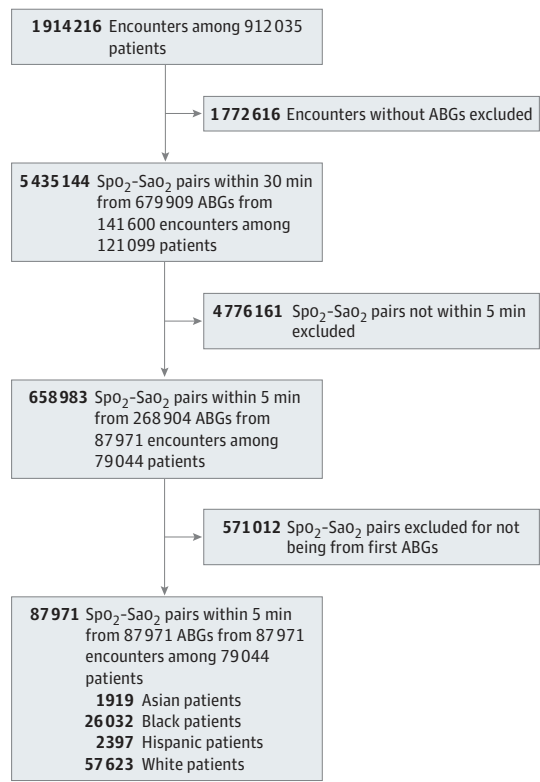 1914216 Encounters among 912035
patients
1772616 Encounters without ABGs excluded
5435144 Spo2-Sao2 pairs within 30 min
from 679909 ABGs from
141600 encounters among
121099 patients
4776161 Spo2-Sao2 pairs not within 5 min
excluded
658983 Spo2-Sao2 pairs within 5 min
from 268904 ABGs from
87971 encounters among
79044 patients
571012 Spo2-Sao2 pairs excluded for not
being from first ABGs
87971 Spo2-Sao2 pairs within 5 min
from 87971 ABGs from 87971
encounters among 79044
patients
1919 Asian patients
26032 Black patients
2397 Hispanic patients
57623 White patients